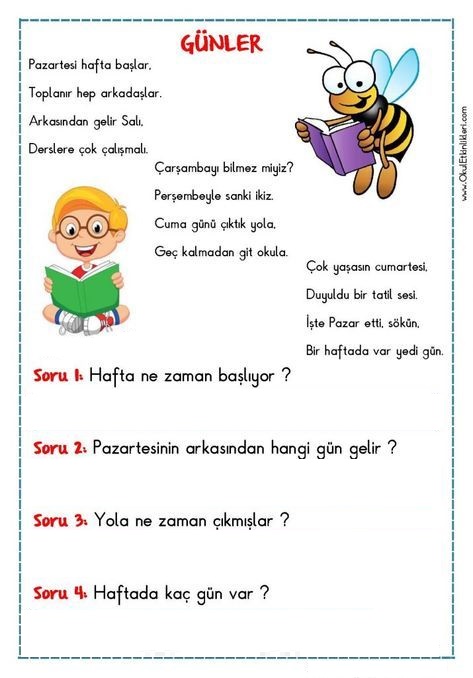 GÜNLER
Pazartesi hafta başlar,
Toplanır hep arkadaşlar.
Arkasından gelir Salı,
Derslere çok çalışmalı.
Çarşambayı bilmez miyiz?
Perşembeyle sanki ikiz.
Cuma günü çıktık yola,
Geç kalmadan git okula.
Çok yaşasın cumartesi,
Duyuldu bir tatil sesi.
İşte Pazar etti, sökün,
Bir haftada var yedi gün.
www.OkulEtkinlikleri.com
Soru 1: Hafta ne zaman başlıyor ?
Soru 2: Pazartesinin arkasından hangi gün gelir ?
Soru 3: Yola ne zaman çıkmışlar ?
Soru 4: Haftada kaç gün var ?